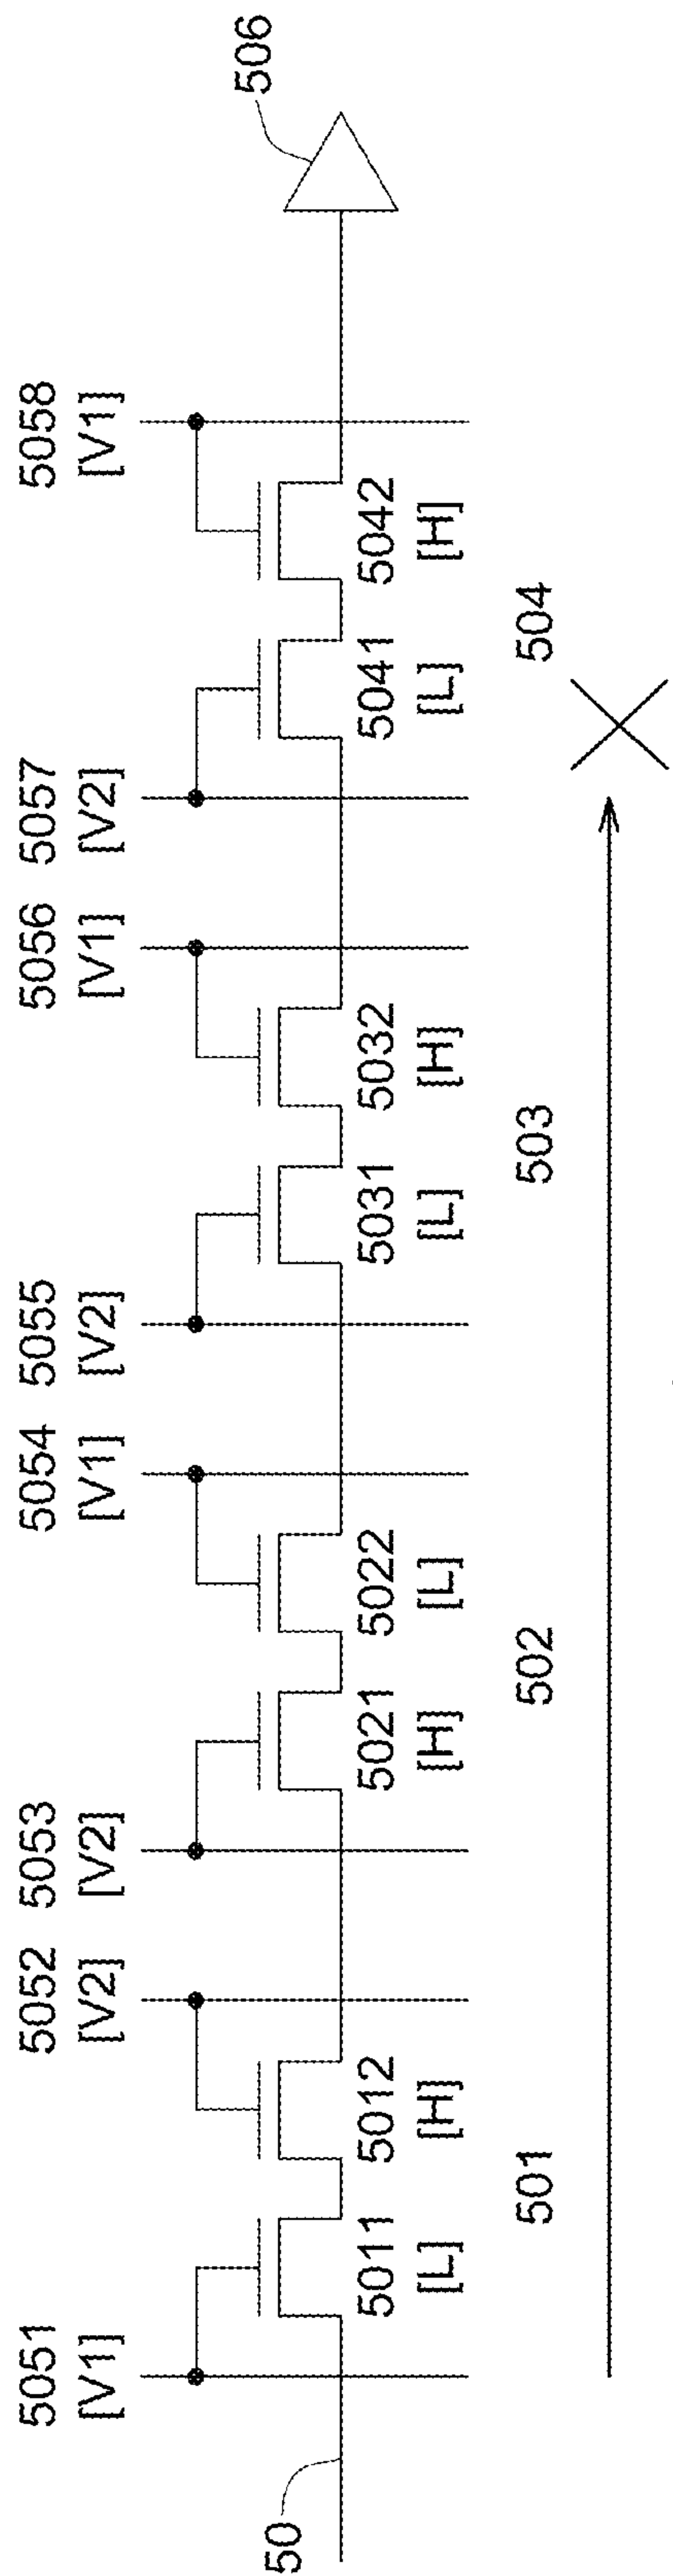 5051 5052 5053 5054 5055 5056 5057 5058
[V1] [V2] [V2] [V1] [V2] [V1] [V2] [V1]
506
50
5011 5012 5021 5022 5031 5032 5041 5042
[L] [H] [H] [L] [L] [H] [L] [H]
501 502 503 504